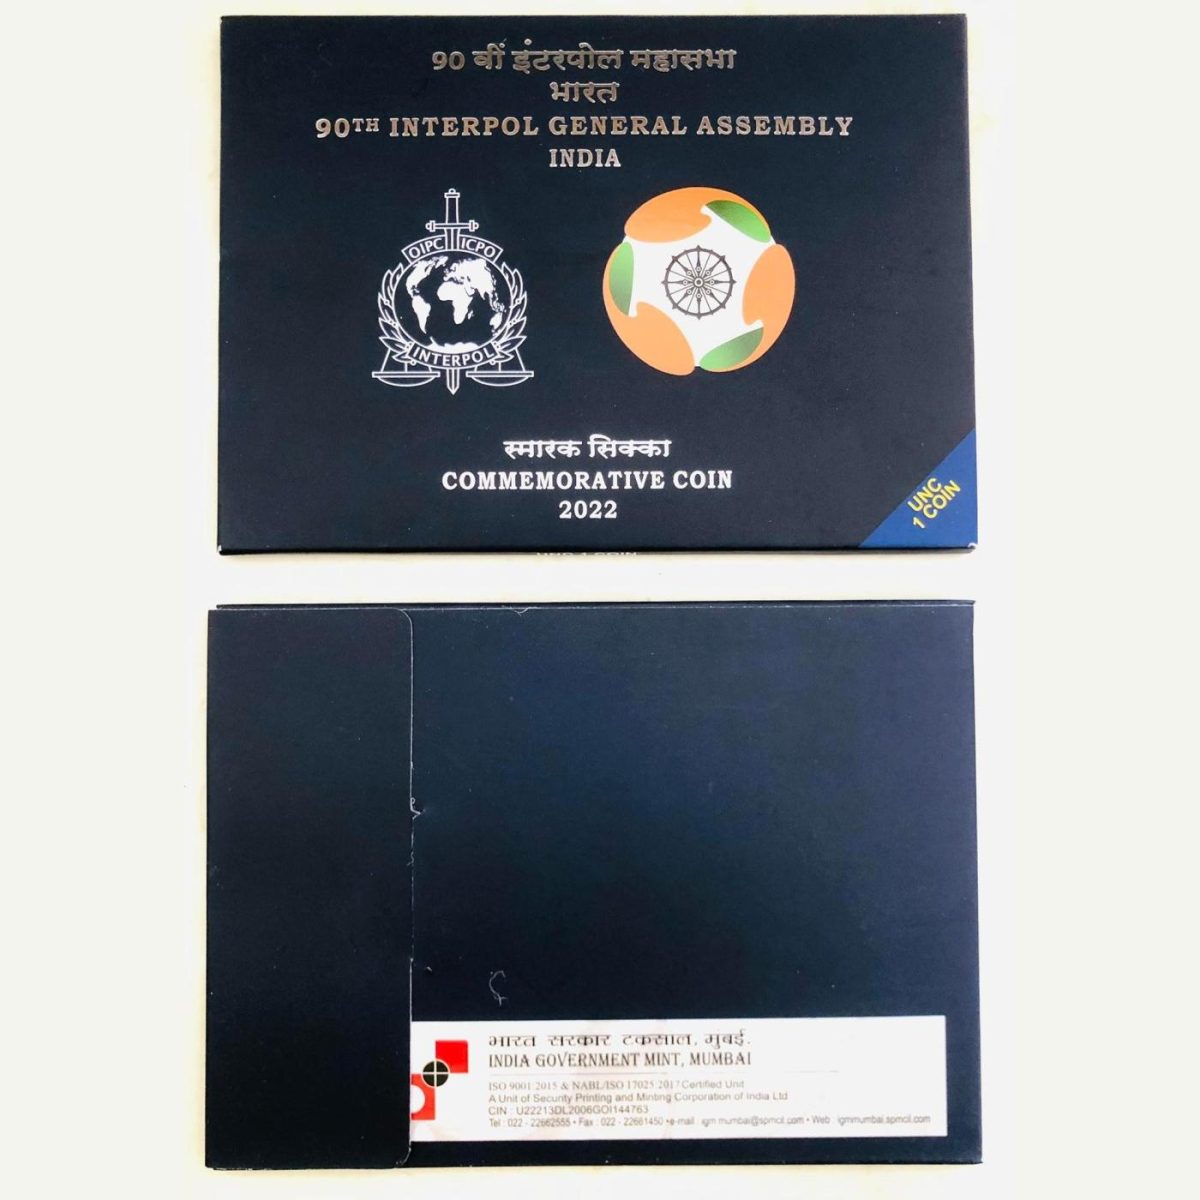 90 वीं इंटरपोल महासभा
भारत
90TH INTERPOL GENERAL ASSEMBLY
INDIA
OIPC ICPO
INTERPOL
स्मारक सिक्का
COMMEMORATIVE COIN
2022
UNC
1 COIN
भारत सरकार टकसाल, मुंबई.
INDIA GOVERNMENT MINT, MUMBAI
ISO 9001:2015 & NABL/ISO 17025:2017 Certified Unit
A Unit of Security Printing and Minting Corporation of India Ltd
CIN : U22213DL2006GOI144763
Tel : 022 - 22662555 • Fax : 022 - 22661450 •e-mail : igm.mumbai@spmcil.com • Web : igmmumbai.spmcil.com